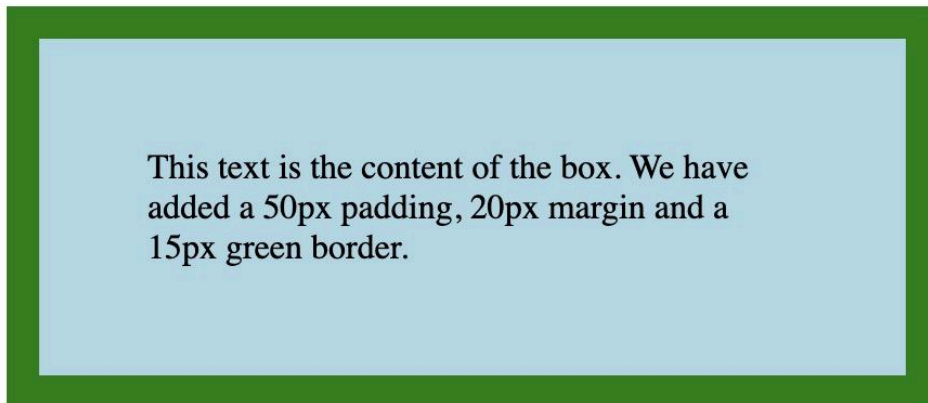 This text is the content of the box. We have
added a 50px padding, 20px margin and a
15px green border.